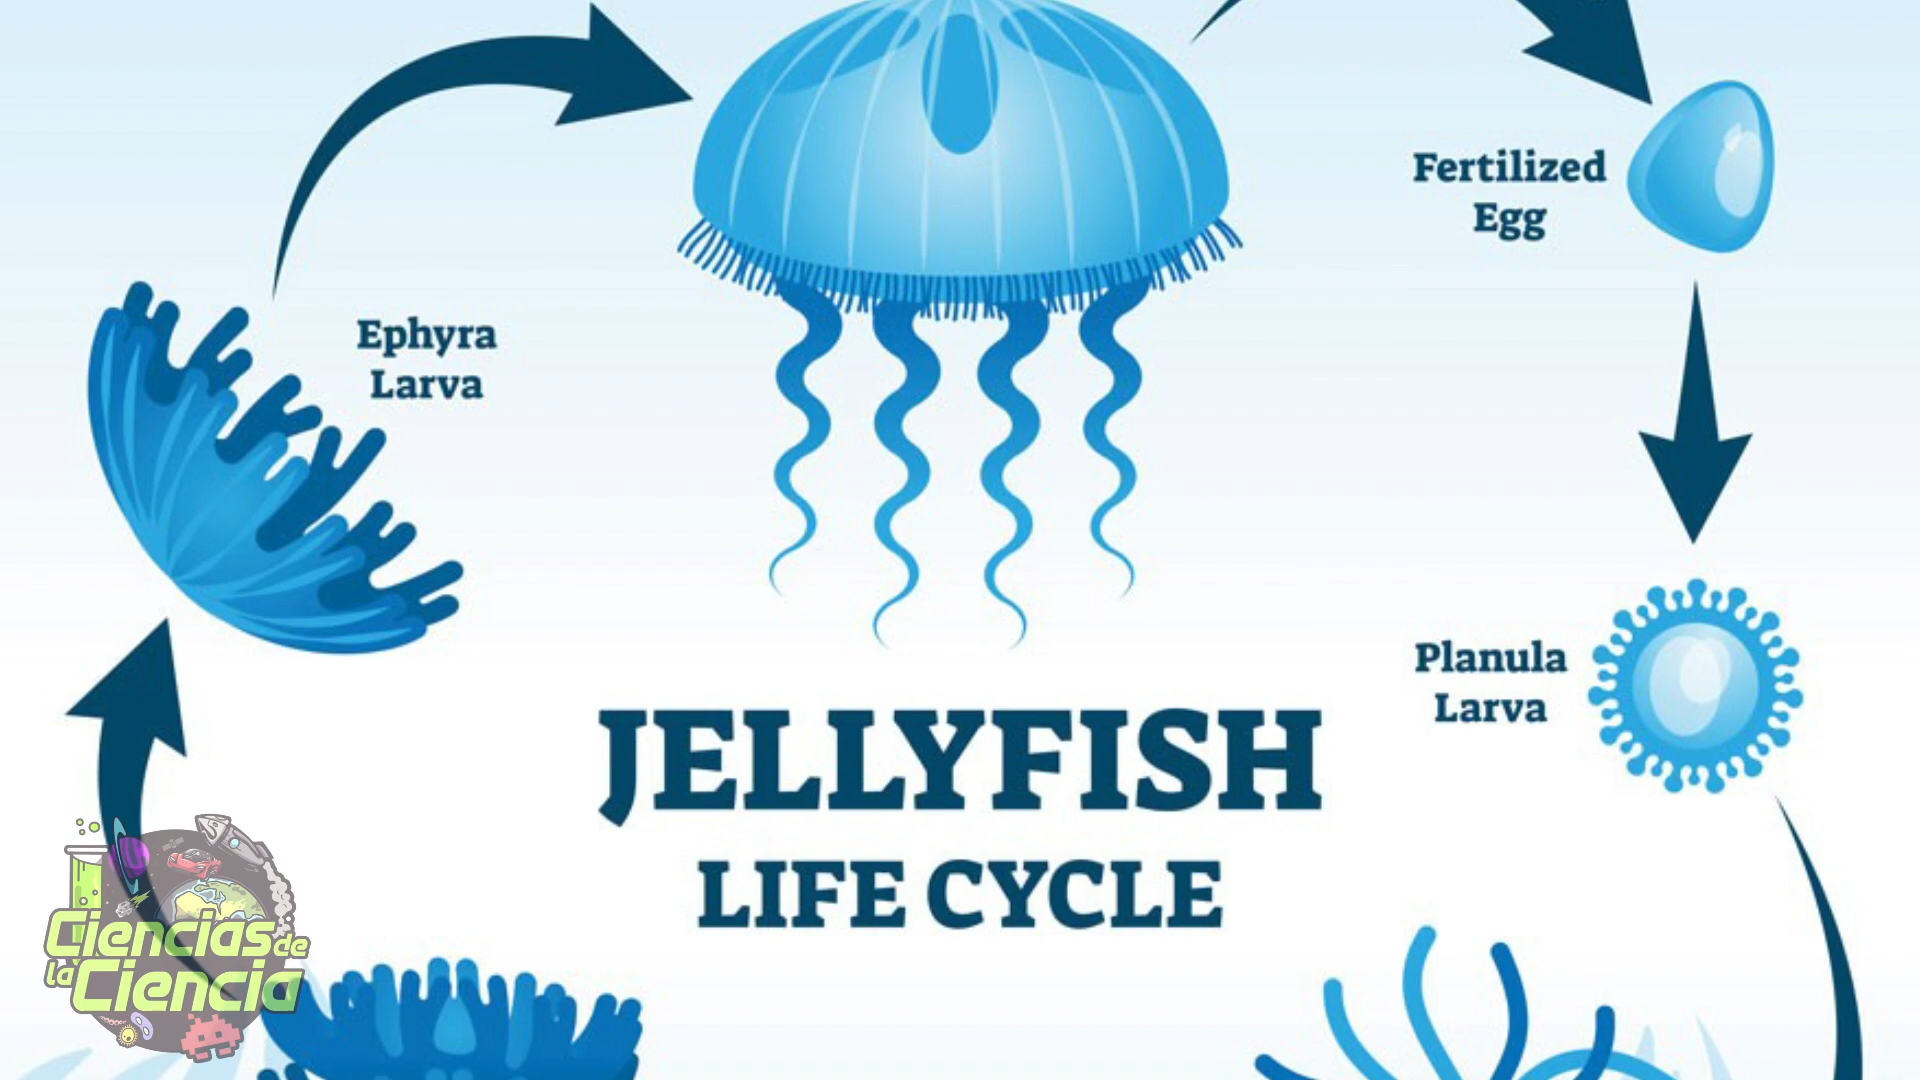 Fertilized
Egg
Ephyra
Larva
Planula
Larva
JELLYFISH
LIFE CYCLE
Ciencias de
la Ciencia